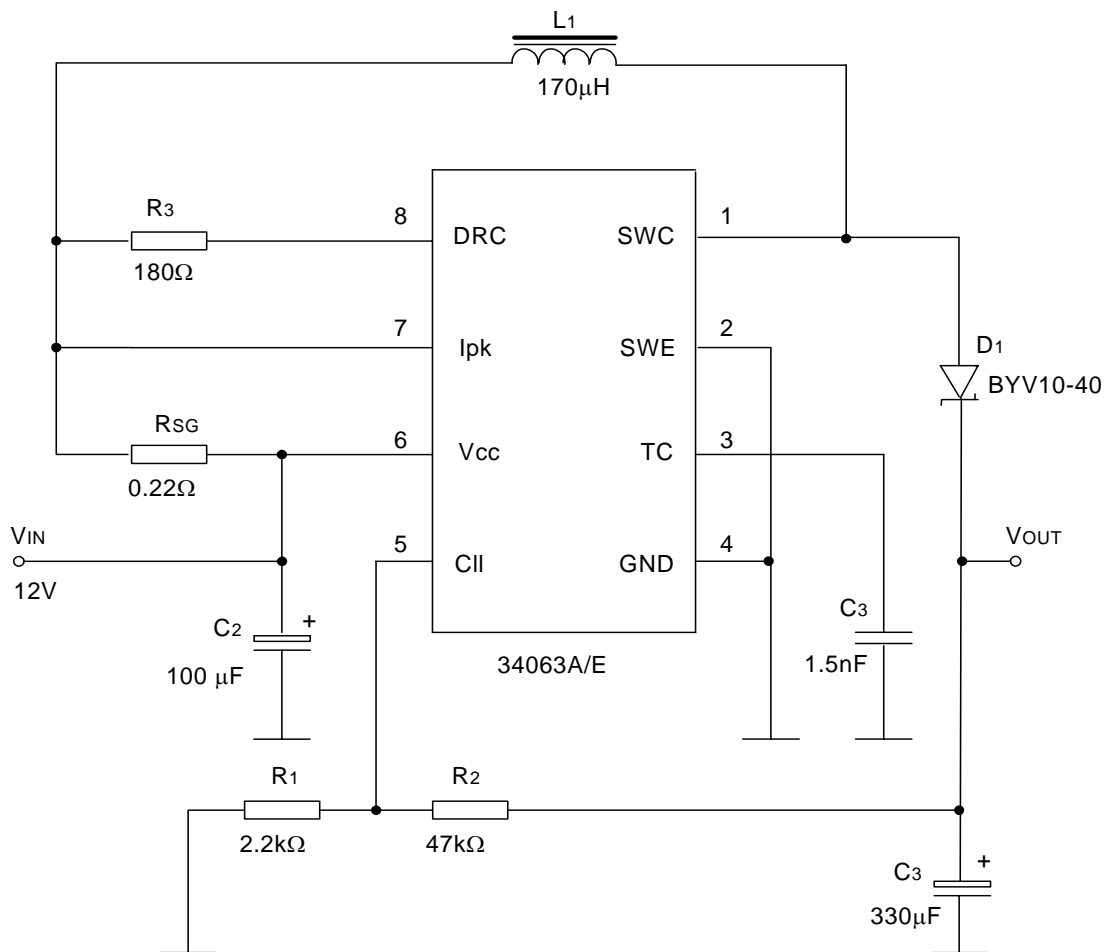 L1
170μH
R3
180Ω
8
DRC
SWC
1
7
Ipk
SWE
2
D1
BYV10-40
RSG
0.22Ω
6
Vcc
TC
3
VIN
12V
5
CII
GND
4
VOUT
C2
+
100 μF
34063A/E
C3
1.5nF
R1
2.2kΩ
R2
47kΩ
C3
+
330μF